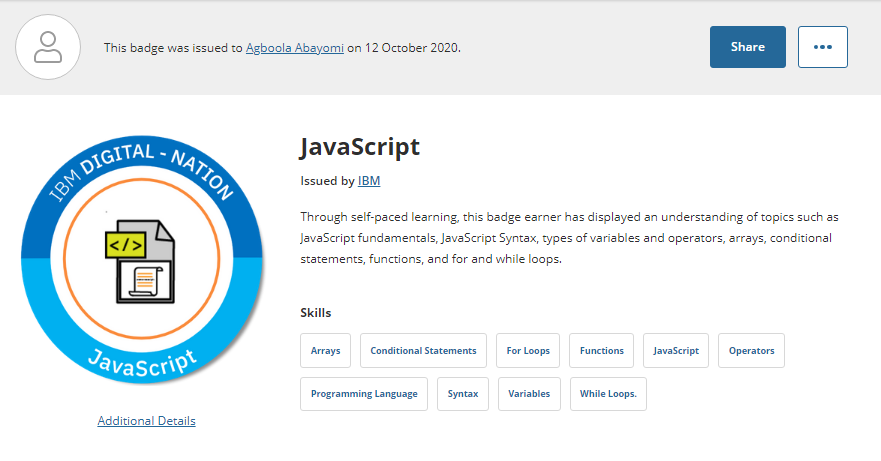 This badge was issued to Agboola Abayomi on 12 October 2020.
Share
•••
IBM DIGITAL - NATION
</>
JavaScript
Additional Details
JavaScript
Issued by IBM
Through self-paced learning, this badge earner has displayed an understanding of topics such as
JavaScript fundamentals, JavaScript Syntax, types of variables and operators, arrays, conditional
statements, functions, and for and while loops.
Skills
Arrays
Conditional Statements
For Loops
Functions
JavaScript
Operators
Programming Language
Syntax
Variables
While Loops.